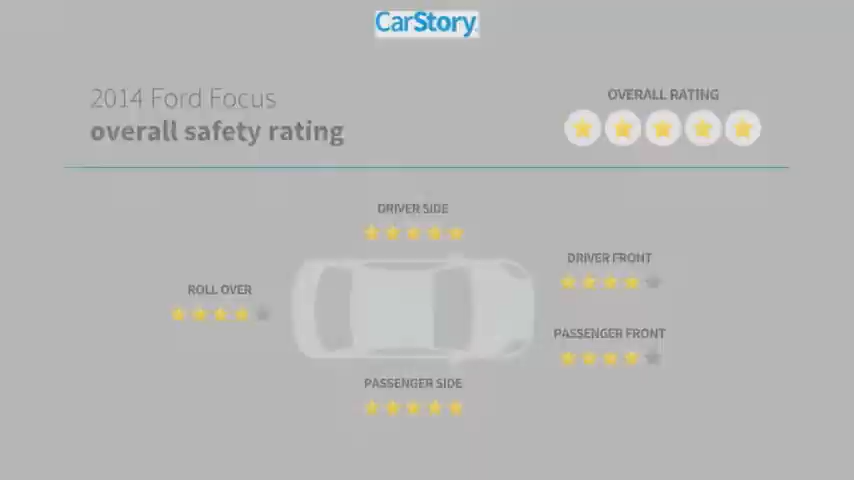 CarStory
2014 Ford Focus
overall safety rating
OVERALL RATING
DRIVER SIDE
DRIVER FRONT
ROLL OVER
PASSENGER FRONT
PASSENGER SIDE